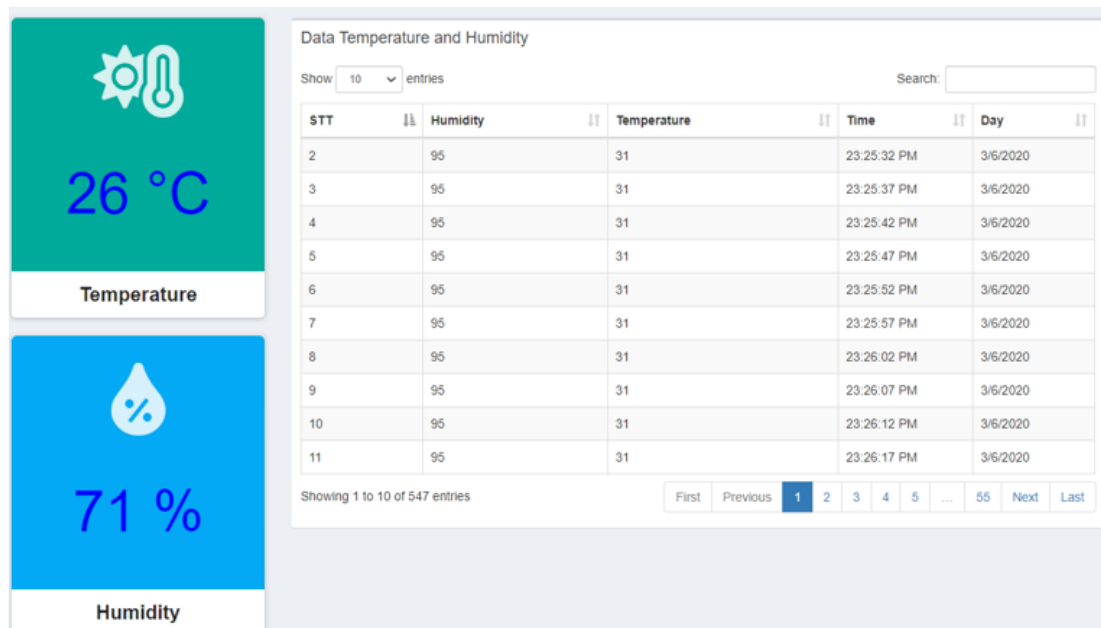 26 °C
Temperature
%
71 %
Humidity
Data Temperature and Humidity
Show 10 entries
Search:
STT Humidity Temperature Time Day
2 95 31 23:25:32 PM 3/6/2020
3 95 31 23:25:37 PM 3/6/2020
4 95 31 23:25:42 PM 3/6/2020
5 95 31 23:25:47 PM 3/6/2020
6 95 31 23:25:52 PM 3/6/2020
7 95 31 23:25:57 PM 3/6/2020
8 95 31 23:26:02 PM 3/6/2020
9 95 31 23:26:07 PM 3/6/2020
10 95 31 23:26:12 PM 3/6/2020
11 95 31 23:26:17 PM 3/6/2020
Showing 1 to 10 of 547 entries
First Previous 1 2 3 4 5 ... 55 Next Last